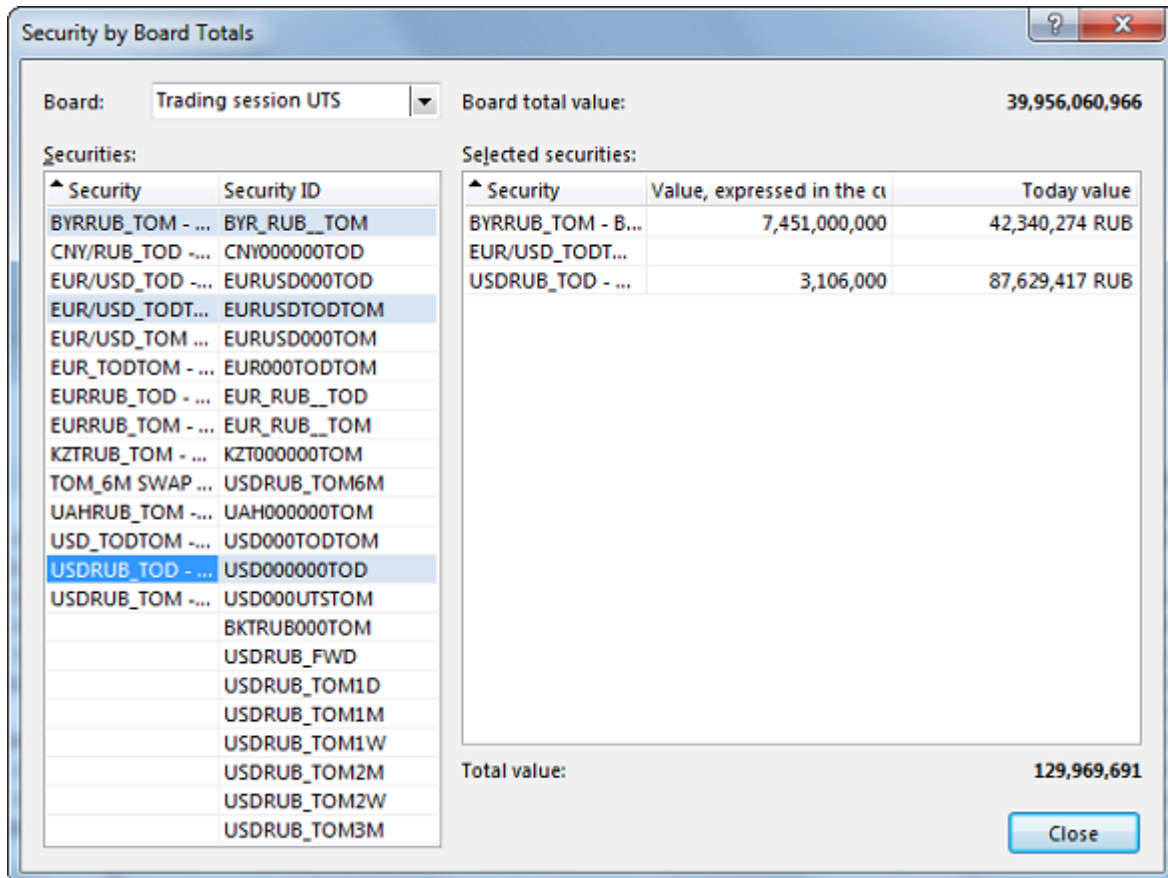 Security by Board Totals
Board: Trading session UTS
Board total value: 39,956,060,966
Securities:
Selected securities:
Security Security ID
BYRRUB_TOM - ... BYR_RUB__TOM
CNY/RUB_TOD -... CNY000000TOD
EUR/USD_TOD -... EURUSD000TOD
EUR/USD_TODT... EURUSDTODTOM
EUR/USD_TOM ... EURUSD000TOM
EUR_TODTOM - ... EUR000TODTOM
EURRUB_TOD - ... EUR_RUB__TOD
EURRUB_TOM - ... EUR_RUB__TOM
KZTRUB_TOM - ... KZT000000TOM
TOM_6M SWAP ... USDRUB_TOM6M
UAHRUB_TOM -... UAH000000TOM
USD_TODTOM -... USD000TODTOM
USDRUB_TOD - ... USD000000TOD
USDRUB_TOM -... USD000UTSTOM
BKTRUB000TOM
USDRUB_FWD
USDRUB_TOM1D
USDRUB_TOM1M
USDRUB_TOM1W
USDRUB_TOM2M
USDRUB_TOM2W
USDRUB_TOM3M
Security Value, expressed in the cu Today value
BYRRUB_TOM - B... 7,451,000,000 42,340,274 RUB
EUR/USD_TODT...
USDRUB_TOD - ... 3,106,000 87,629,417 RUB
Total value: 129,969,691
Close